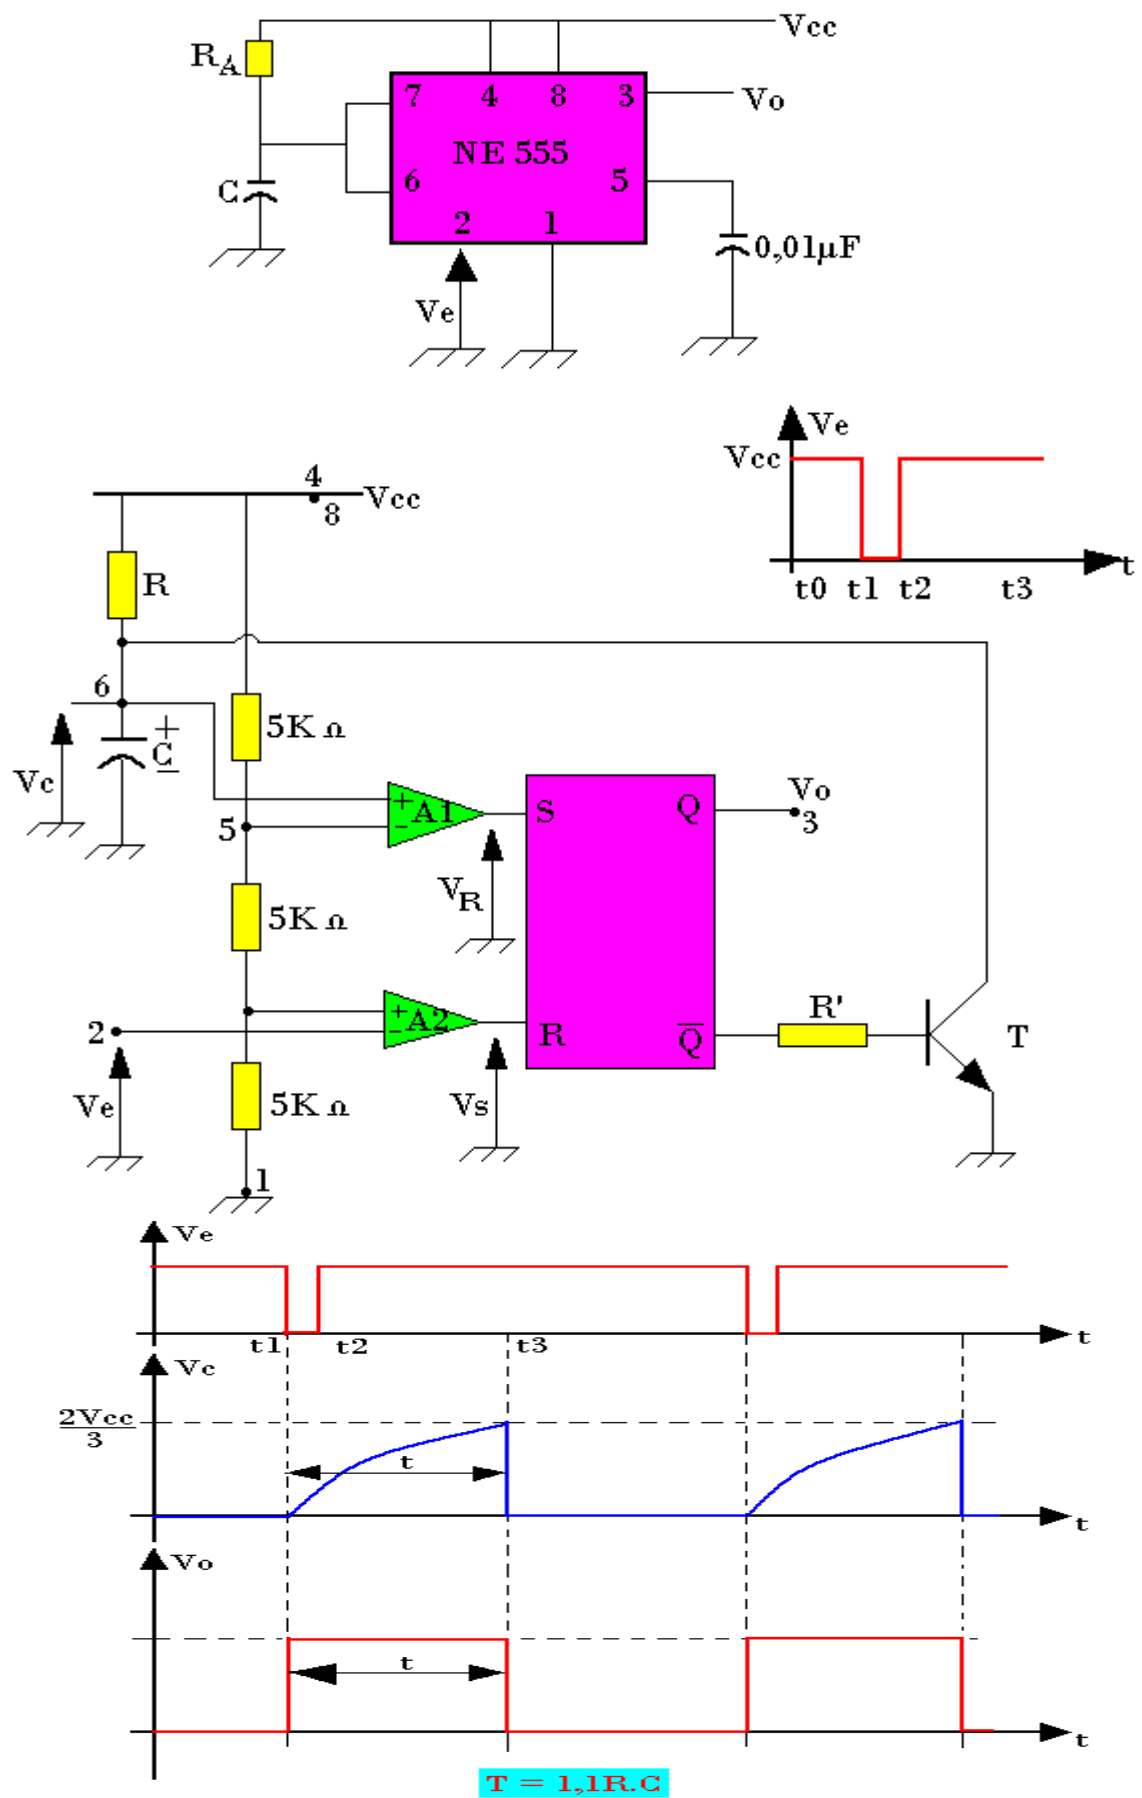 Vcc
RA
7 4 8 3
Vo
NE 555
C
6 5
2 1
0,01µF
Ve
Ve
Vcc
t
t0 t1 t2 t3
4
Vcc
8
R
6
+
C
−
5K Ω
Vc
+
−
A1
S
Q
Vo
3
5
VR
5K Ω
+
−
A2
R
Q̅
R'
T
2
Ve
5K Ω
Vs
1
Ve
t1 t2 t3
t
Vc
2Vcc
3
t
t
Vo
t
t
T = 1,1R.C